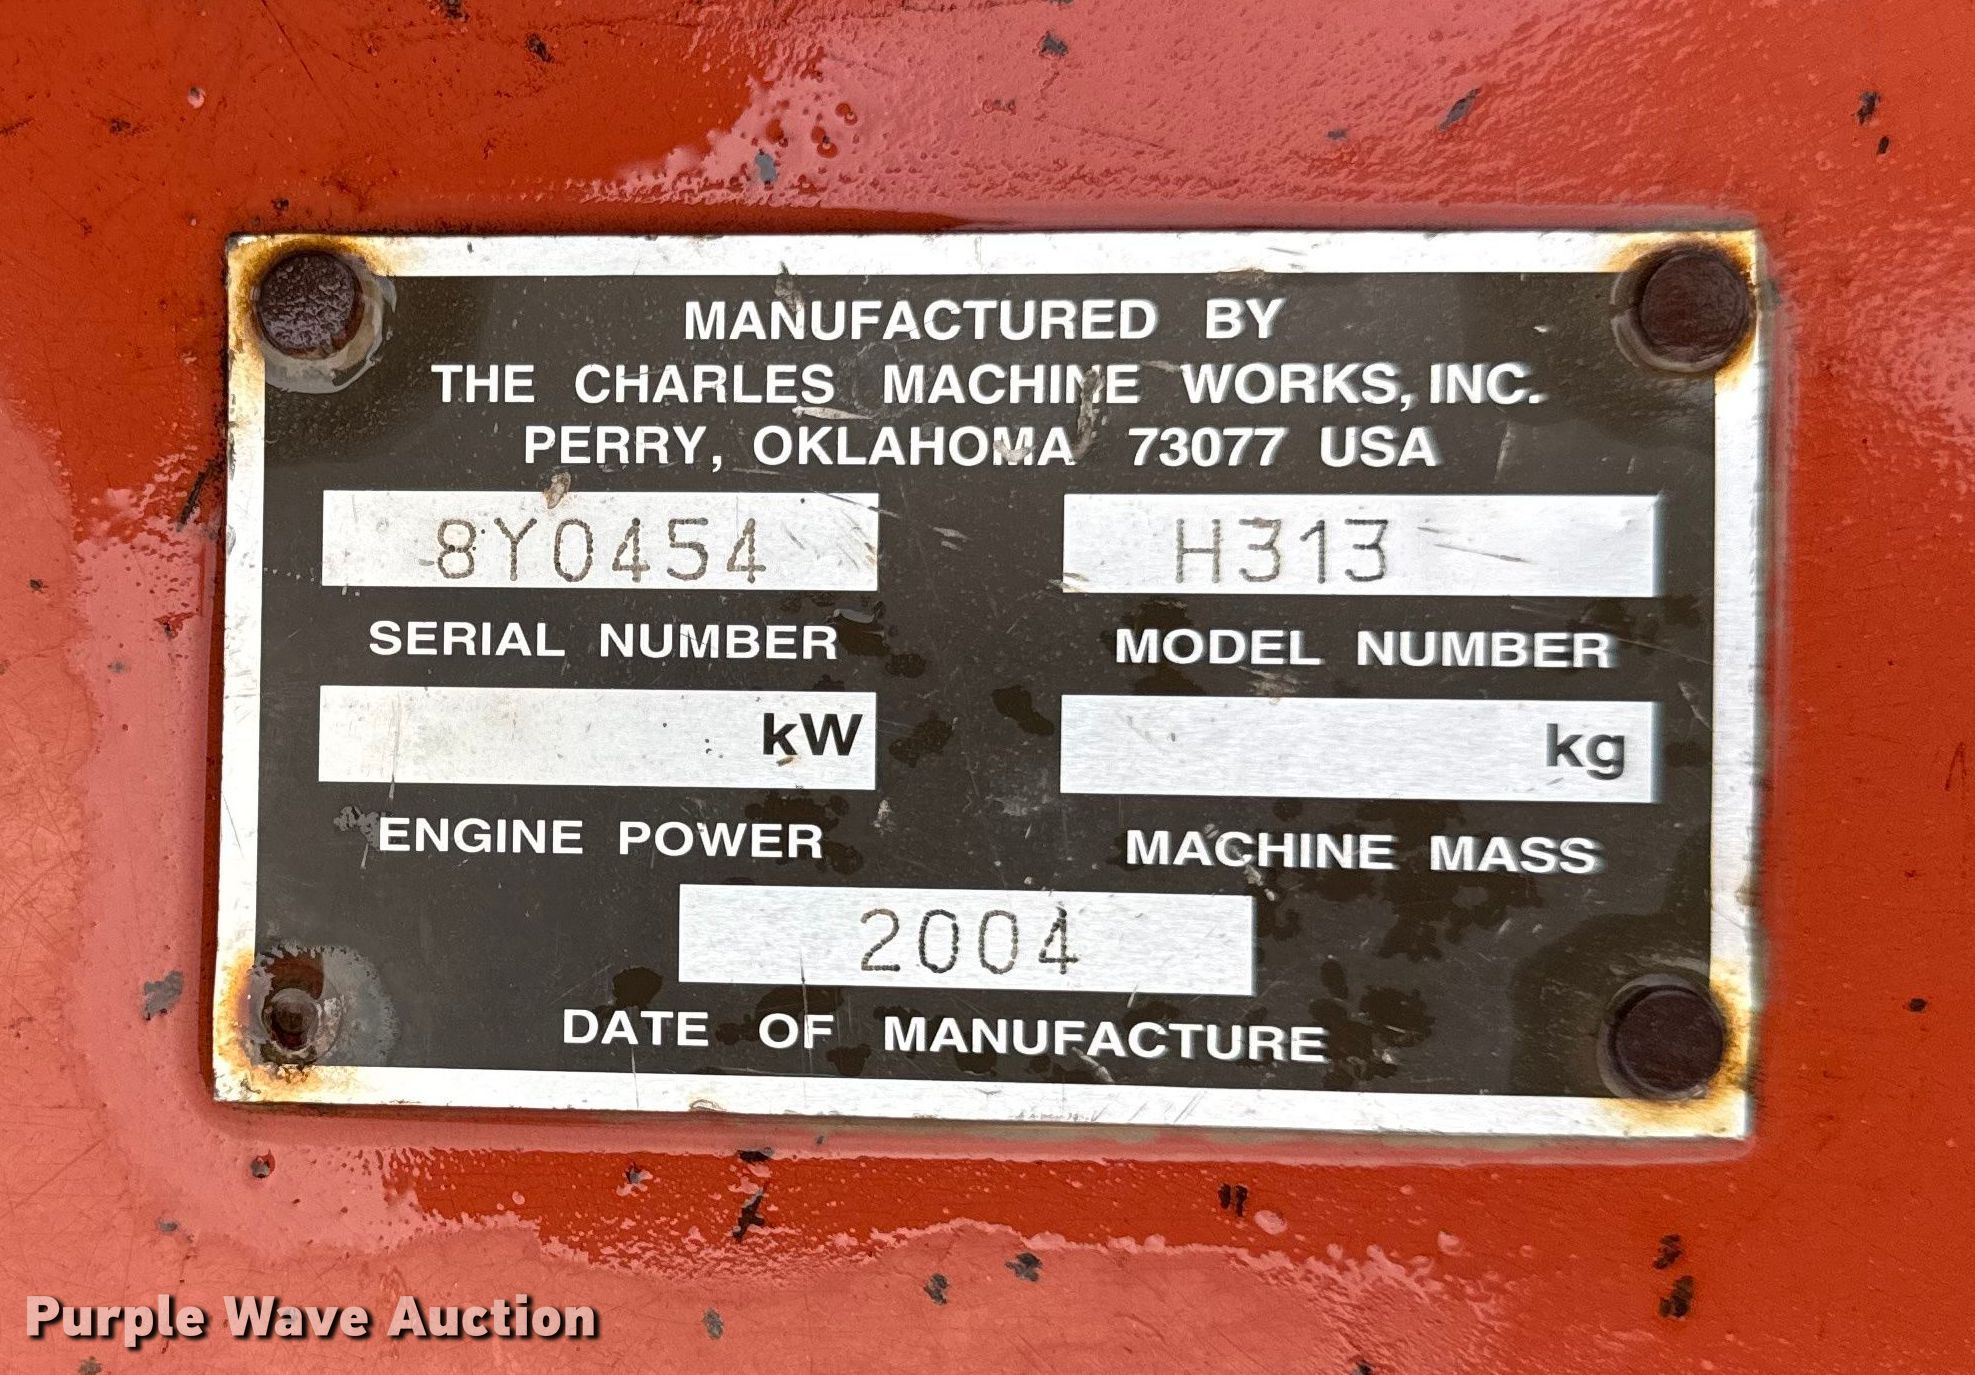 MANUFACTURED BY
THE CHARLES MACHINE WORKS, INC.
PERRY, OKLAHOMA 73077 USA
8Y0454
H313
SERIAL NUMBER
MODEL NUMBER
kW
kg
ENGINE POWER
MACHINE MASS
2004
DATE OF MANUFACTURE
Purple Wave Auction